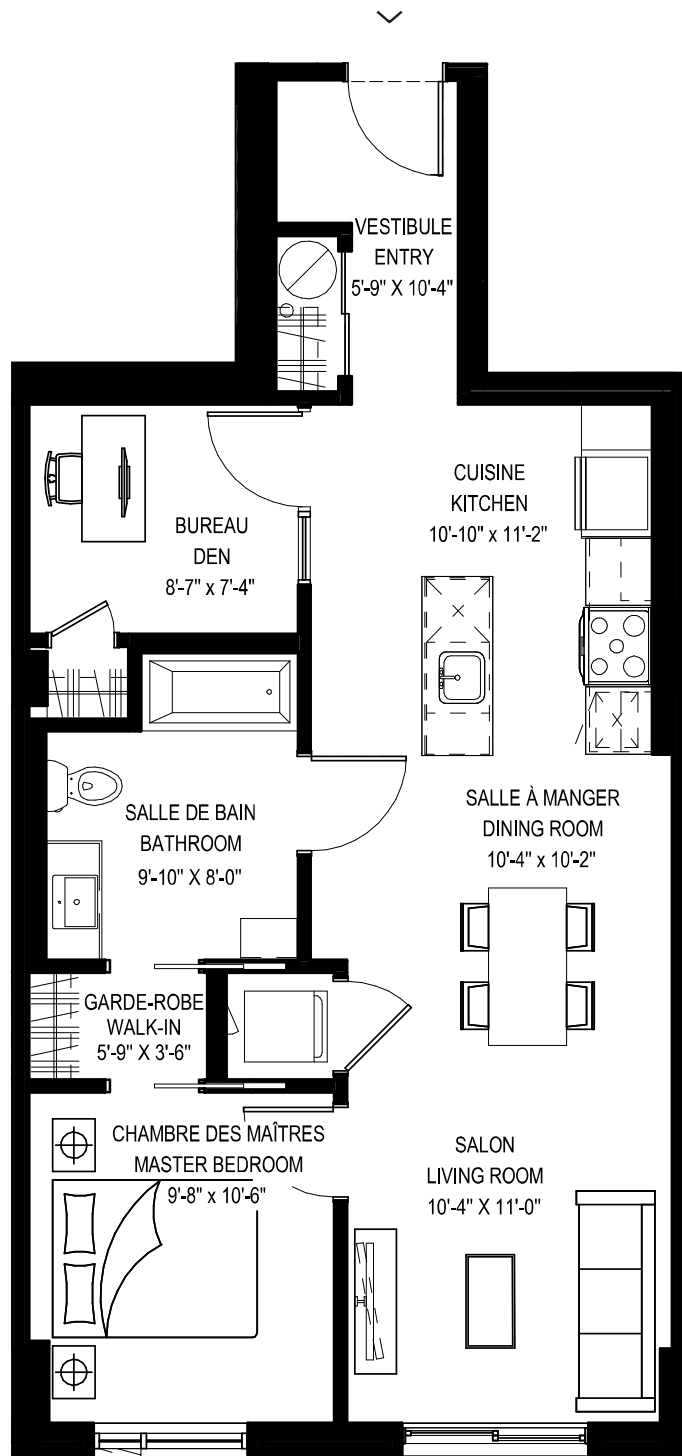 VESTIBULE
ENTRY
5'-9" X 10'-4"
CUISINE
KITCHEN
10'-10" x 11'-2"
BUREAU
DEN
8'-7" x 7'-4"
SALLE DE BAIN
BATHROOM
9'-10" X 8'-0"
SALLE À MANGER
DINING ROOM
10'-4" x 10'-2"
GARDE-ROBE
WALK-IN
5'-9" X 3'-6"
CHAMBRE DES MAÎTRES
MASTER BEDROOM
9'-8" x 10'-6"
SALON
LIVING ROOM
10'-4" X 11'-0"